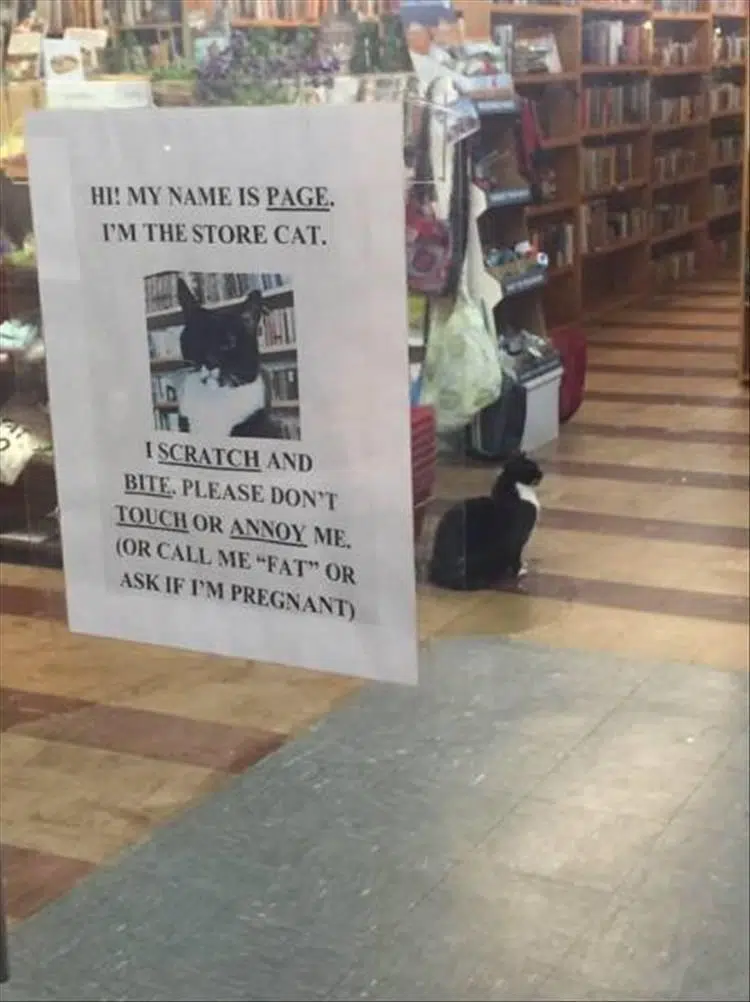 HI! MY NAME IS PAGE.
I'M THE STORE CAT.
I SCRATCH AND
BITE. PLEASE DON'T
TOUCH OR ANNOY ME.
(OR CALL ME "FAT" OR
ASK IF I'M PREGNANT)